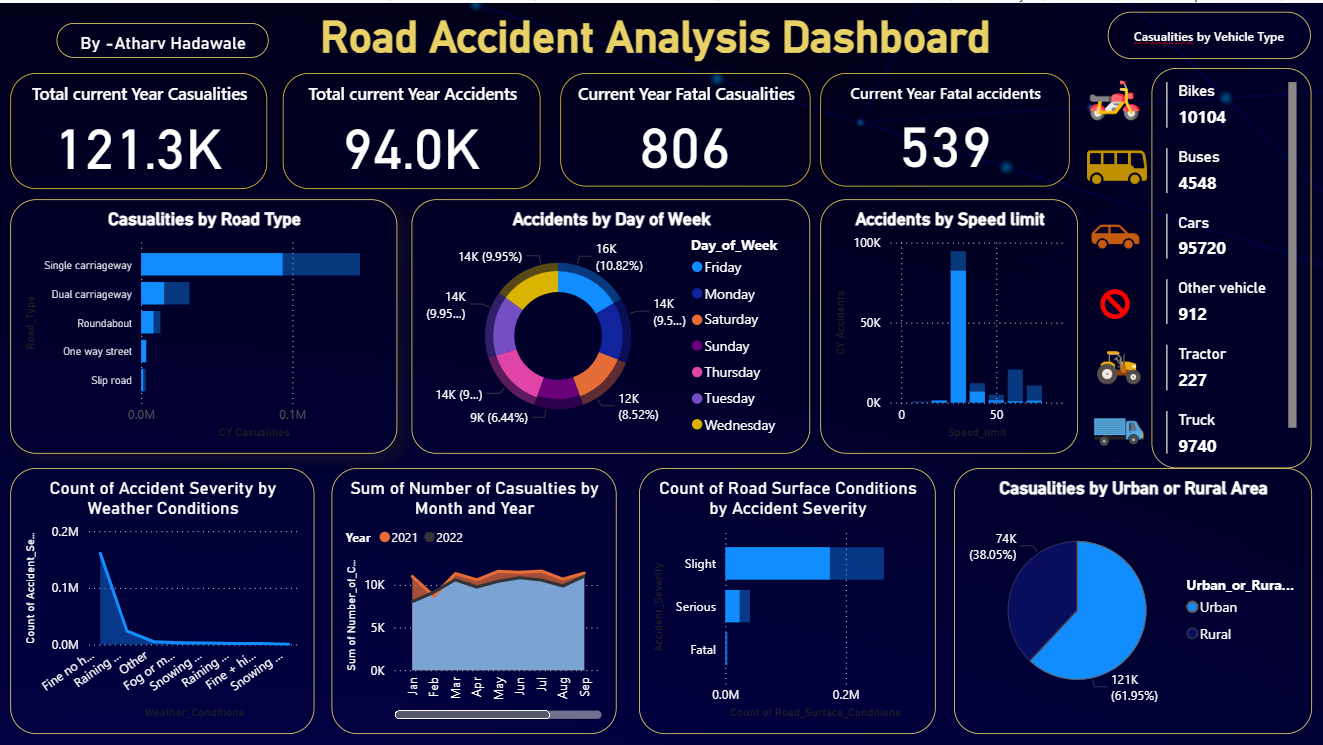 By -Atharv Hadawale
Road Accident Analysis Dashboard
Casualities by Vehicle Type
Total current Year Casualities
121.3K
Total current Year Accidents
94.0K
Current Year Fatal Casualities
806
Current Year Fatal accidents
539
Bikes
10104
Buses
4548
Cars
95720
Other vehicle
912
Tractor
227
Truck
9740
Casualities by Road Type
Road_Type
Single carriageway
Dual carriageway
Roundabout
One way street
Slip road
0.0M
0.1M
CY Casualities
Accidents by Day of Week
14K (9.95%)
16K
(10.82%)
14K
(9.95...)
14K
(9.5...)
14K (9...)
9K (6.44%)
12K
(8.52%)
Day_of_Week
Friday
Monday
Saturday
Sunday
Thursday
Tuesday
Wednesday
Accidents by Speed limit
CY Accidents
100K
50K
0K
0
50
Speed_limit
Count of Accident Severity by
Weather Conditions
Count of Accident_Se...
0.2M
0.1M
0.0M
Fine no h...
Raining ...
Other
Fog or m...
Snowing ...
Raining ...
Fine + hi...
Snowing ...
Weather_Conditions
Sum of Number of Casualties by
Month and Year
Year
2021
2022
Sum of Number_of_C...
10K
5K
0K
Jan
Feb
Mar
Apr
May
Jun
Jul
Aug
Sep
Count of Road Surface Conditions
by Accident Severity
Accident_Severity
Slight
Serious
Fatal
0.0M
0.2M
Count of Road_Surface_Conditions
Casualities by Urban or Rural Area
74K
(38.05%)
121K
(61.95%)
Urban_or_Rura...
Urban
Rural